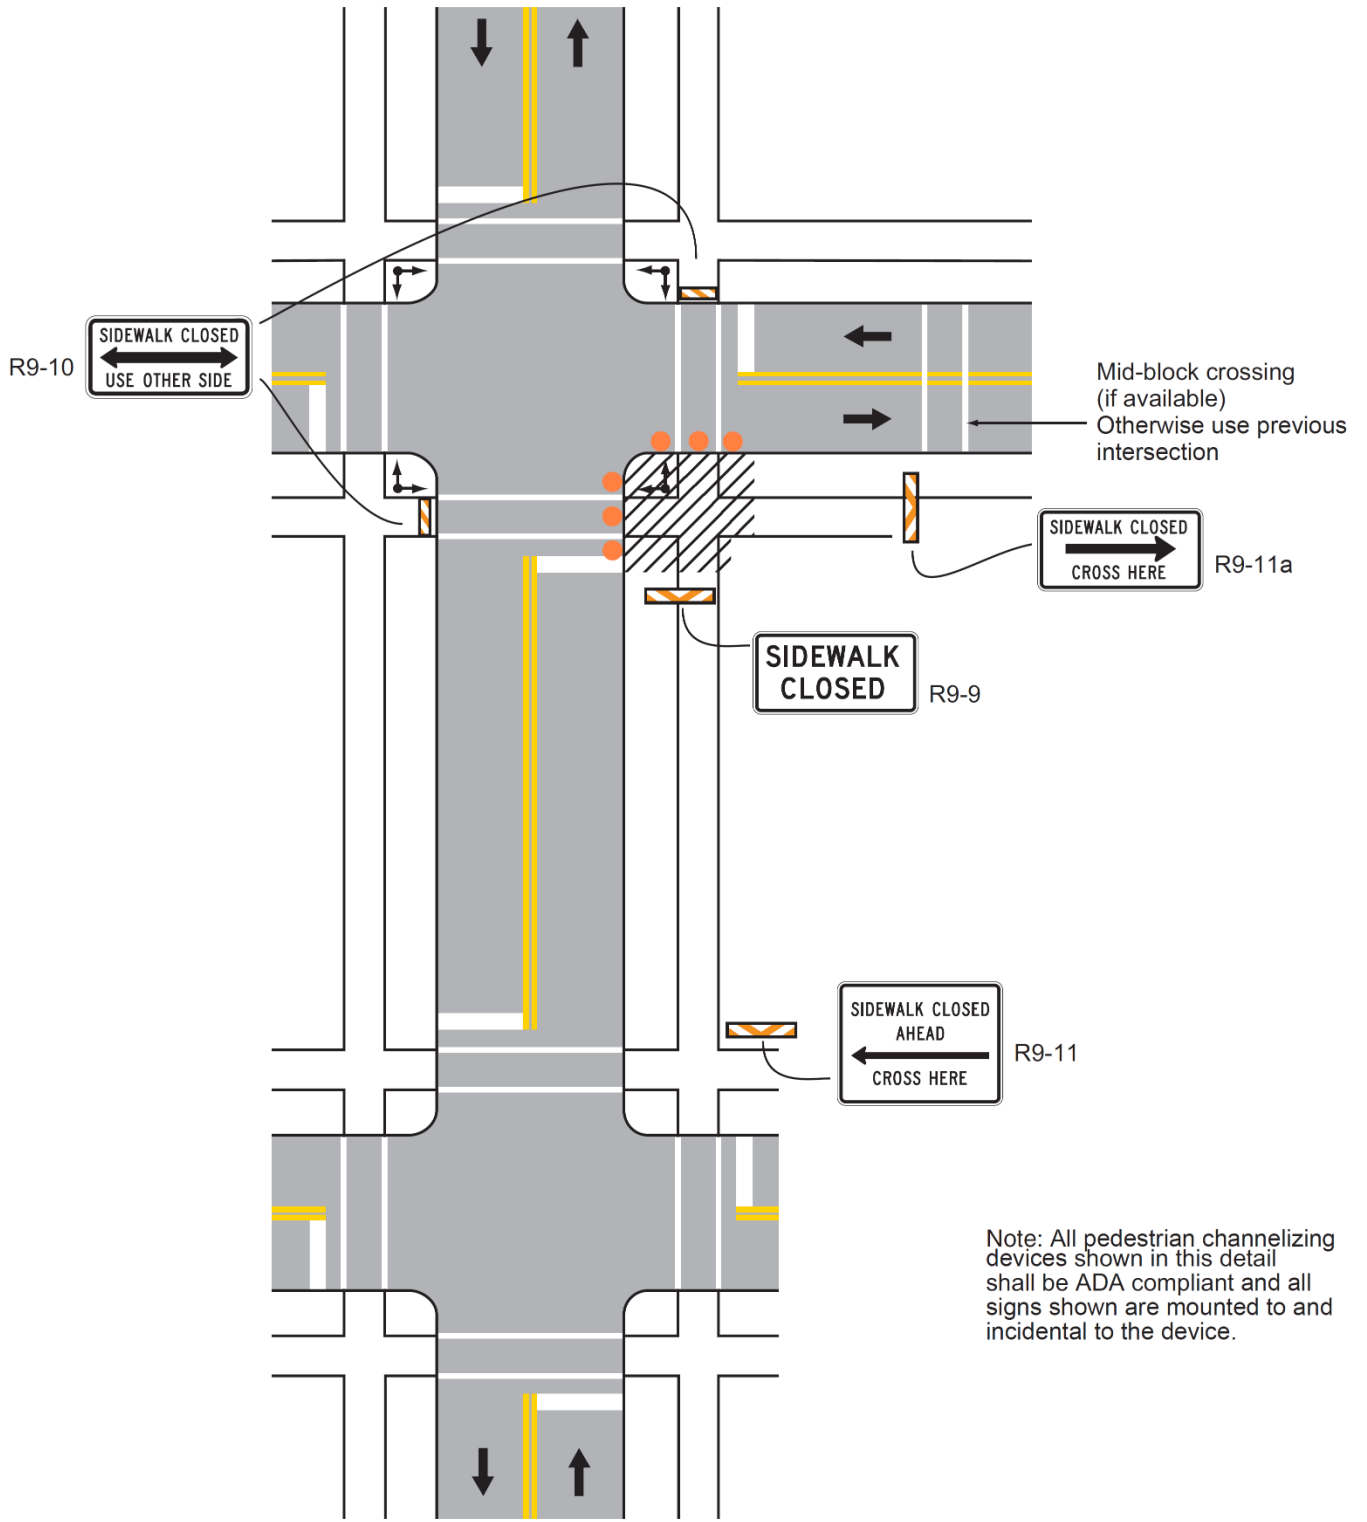 R9-10
SIDEWALK CLOSED
USE OTHER SIDE
Mid-block crossing
(if available)
Otherwise use previous
intersection
SIDEWALK CLOSED
CROSS HERE
R9-11a
SIDEWALK
CLOSED
R9-9
SIDEWALK CLOSED
AHEAD
CROSS HERE
R9-11
Note: All pedestrian channelizing
devices shown in this detail
shall be ADA compliant and all
signs shown are mounted to and
incidental to the device.